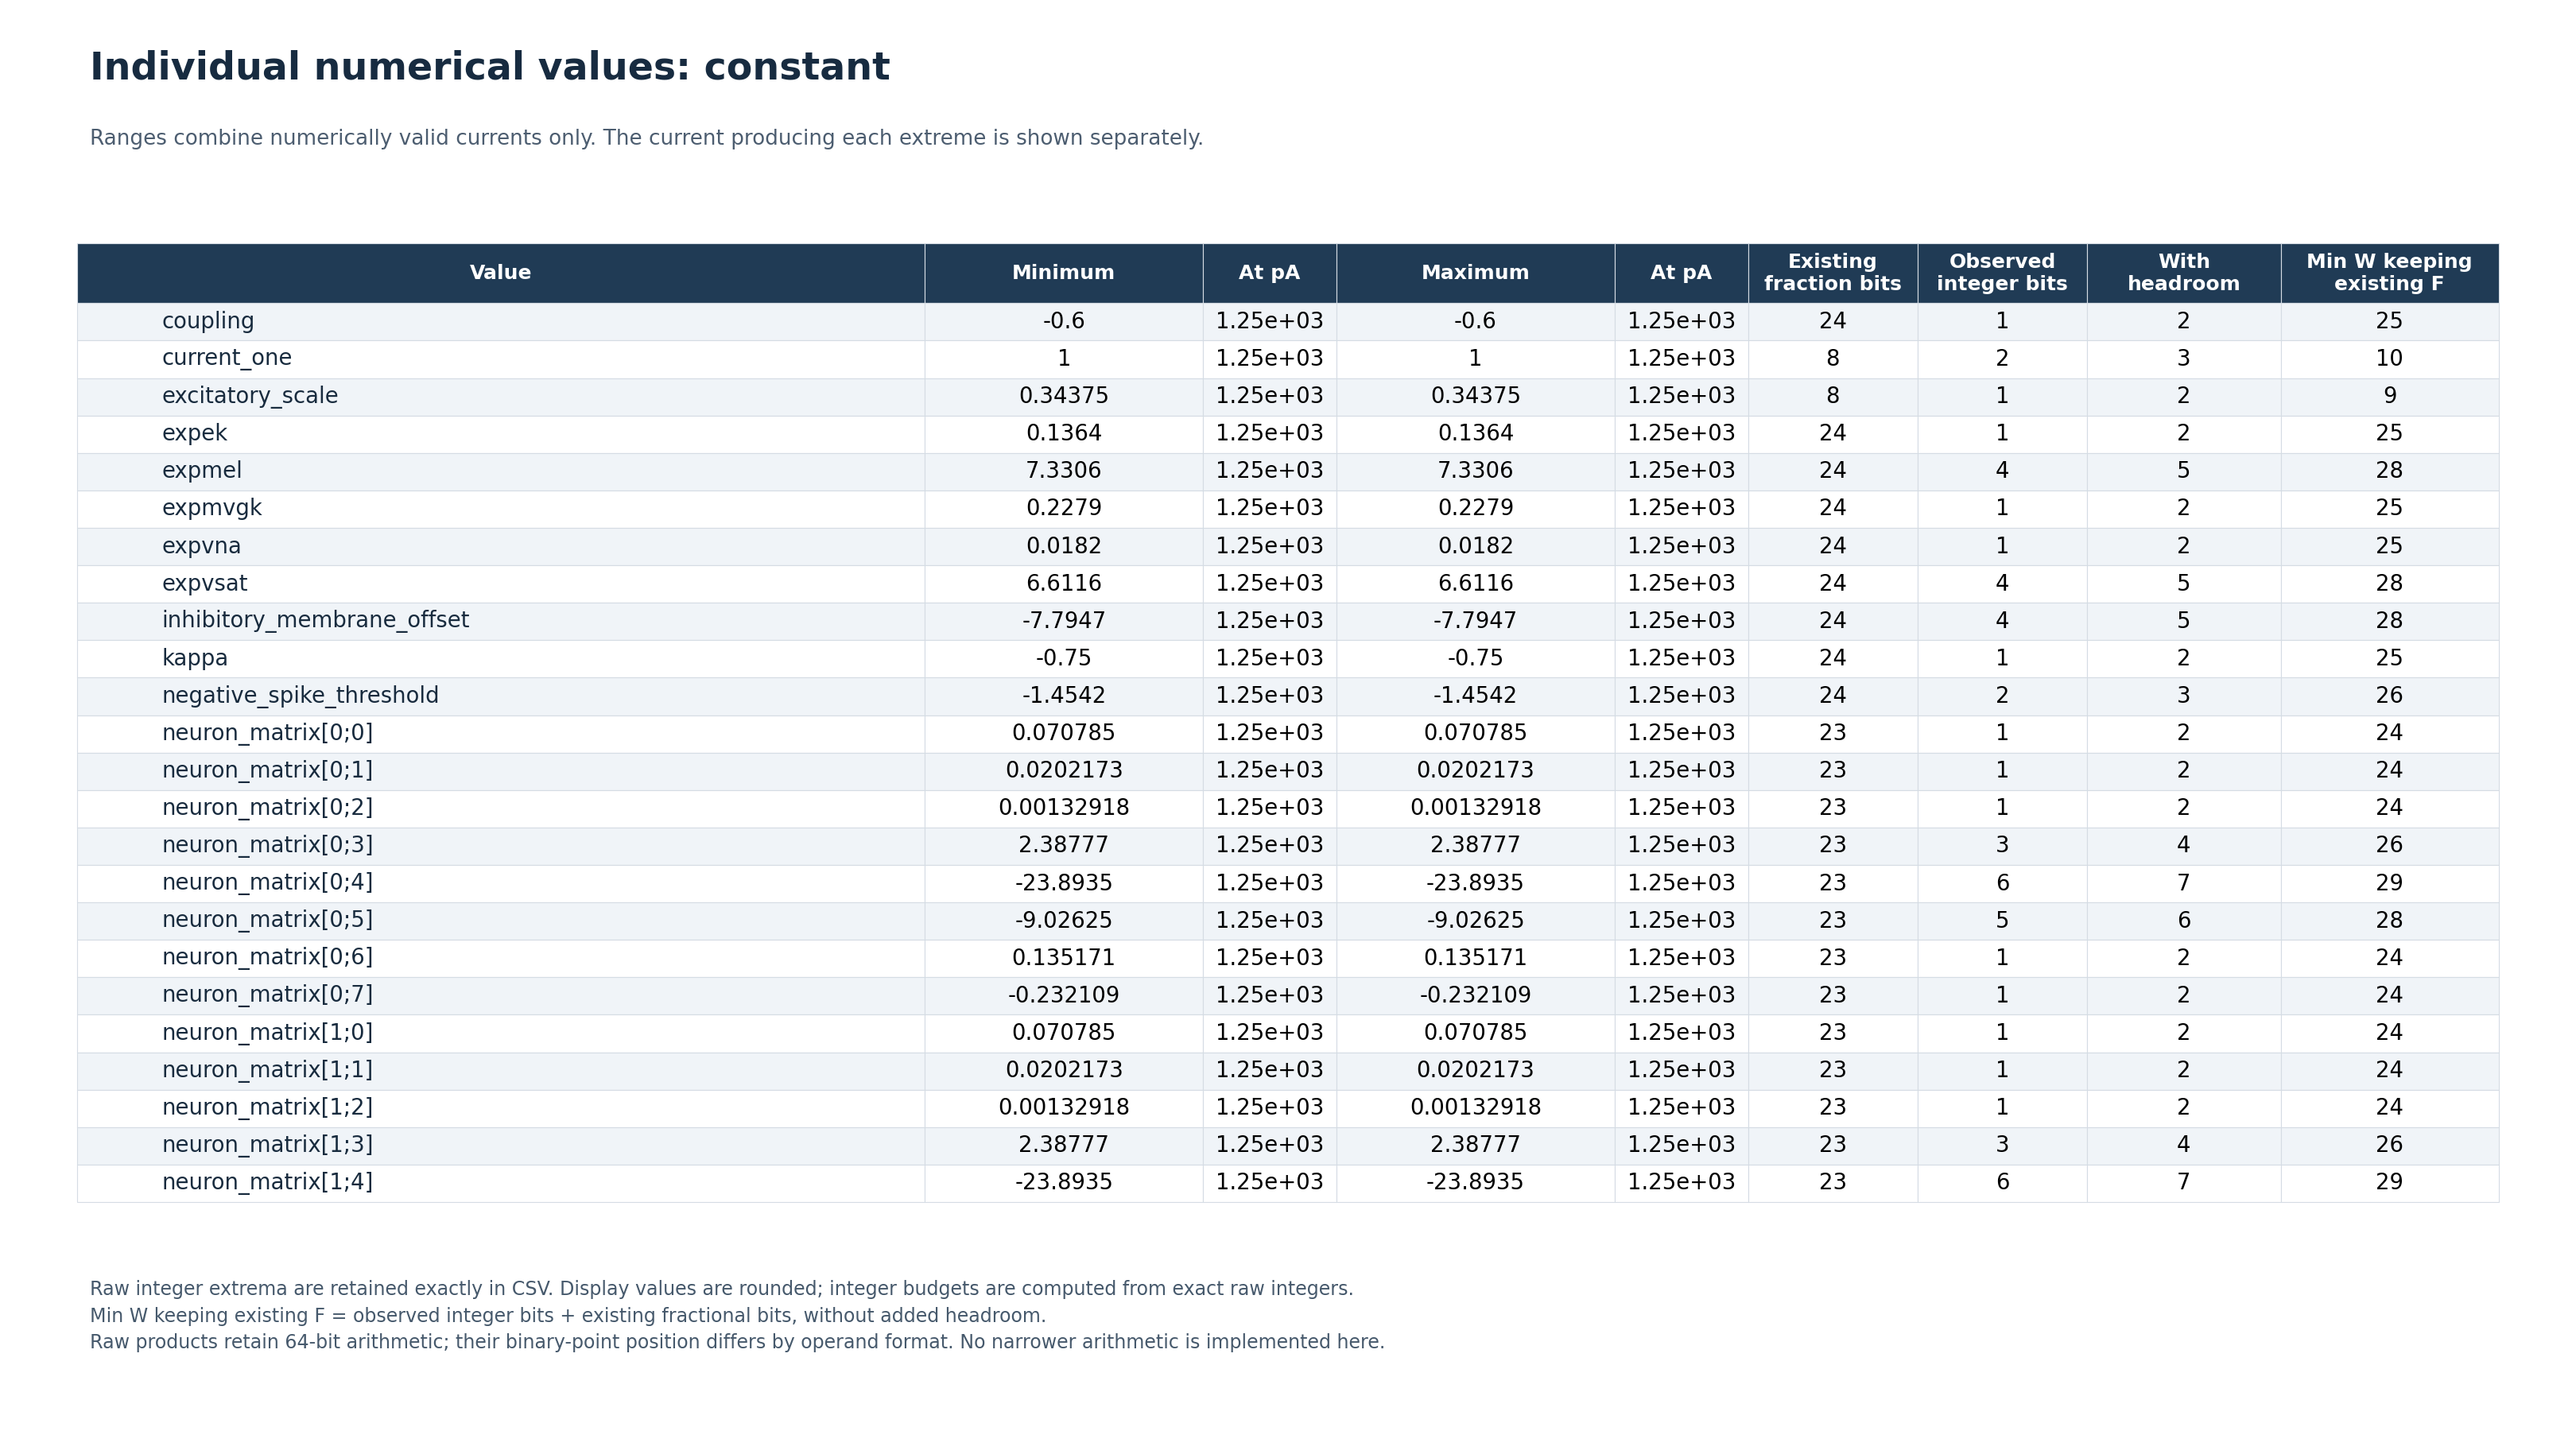 Individual numerical values: constant
Ranges combine numerically valid currents only. The current producing each extreme is shown separately.
Value Minimum At pA Maximum At pA Existing fraction bits Observed integer bits With headroom Min W keeping existing F
coupling -0.6 1.25e+03 -0.6 1.25e+03 24 1 2 25
current_one 1 1.25e+03 1 1.25e+03 8 2 3 10
excitatory_scale 0.34375 1.25e+03 0.34375 1.25e+03 8 1 2 9
expek 0.1364 1.25e+03 0.1364 1.25e+03 24 1 2 25
expmel 7.3306 1.25e+03 7.3306 1.25e+03 24 4 5 28
expmvgk 0.2279 1.25e+03 0.2279 1.25e+03 24 1 2 25
expvna 0.0182 1.25e+03 0.0182 1.25e+03 24 1 2 25
expvsat 6.6116 1.25e+03 6.6116 1.25e+03 24 4 5 28
inhibitory_membrane_offset -7.7947 1.25e+03 -7.7947 1.25e+03 24 4 5 28
kappa -0.75 1.25e+03 -0.75 1.25e+03 24 1 2 25
negative_spike_threshold -1.4542 1.25e+03 -1.4542 1.25e+03 24 2 3 26
neuron_matrix[0;0] 0.070785 1.25e+03 0.070785 1.25e+03 23 1 2 24
neuron_matrix[0;1] 0.0202173 1.25e+03 0.0202173 1.25e+03 23 1 2 24
neuron_matrix[0;2] 0.00132918 1.25e+03 0.00132918 1.25e+03 23 1 2 24
neuron_matrix[0;3] 2.38777 1.25e+03 2.38777 1.25e+03 23 3 4 26
neuron_matrix[0;4] -23.8935 1.25e+03 -23.8935 1.25e+03 23 6 7 29
neuron_matrix[0;5] -9.02625 1.25e+03 -9.02625 1.25e+03 23 5 6 28
neuron_matrix[0;6] 0.135171 1.25e+03 0.135171 1.25e+03 23 1 2 24
neuron_matrix[0;7] -0.232109 1.25e+03 -0.232109 1.25e+03 23 1 2 24
neuron_matrix[1;0] 0.070785 1.25e+03 0.070785 1.25e+03 23 1 2 24
neuron_matrix[1;1] 0.0202173 1.25e+03 0.0202173 1.25e+03 23 1 2 24
neuron_matrix[1;2] 0.00132918 1.25e+03 0.00132918 1.25e+03 23 1 2 24
neuron_matrix[1;3] 2.38777 1.25e+03 2.38777 1.25e+03 23 3 4 26
neuron_matrix[1;4] -23.8935 1.25e+03 -23.8935 1.25e+03 23 6 7 29
Raw integer extrema are retained exactly in CSV. Display values are rounded; integer budgets are computed from exact raw integers.
Min W keeping existing F = observed integer bits + existing fractional bits, without added headroom.
Raw products retain 64-bit arithmetic; their binary-point position differs by operand format. No narrower arithmetic is implemented here.